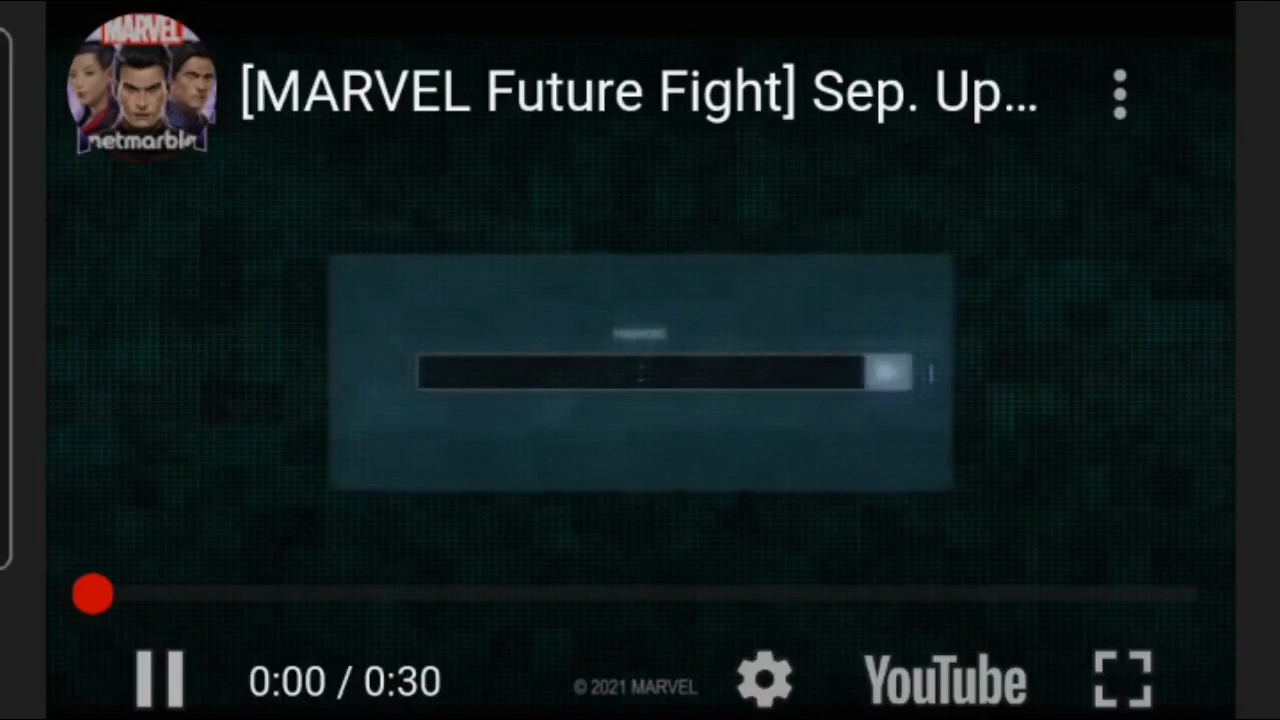 MARVEL
netmarble
[MARVEL Future Fight] Sep. Up...
0:00 / 0:30
© 2021 MARVEL
YouTube